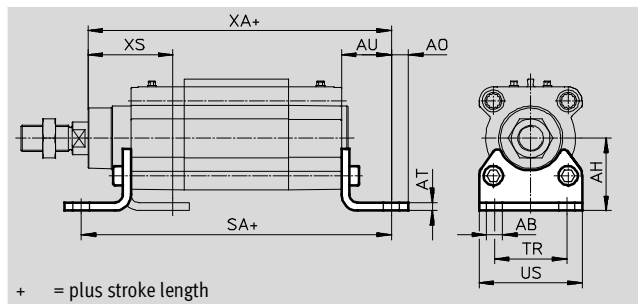 XA+
XS
AU
AO
AT
SA+
AH
AB
TR
US
+ = plus stroke length